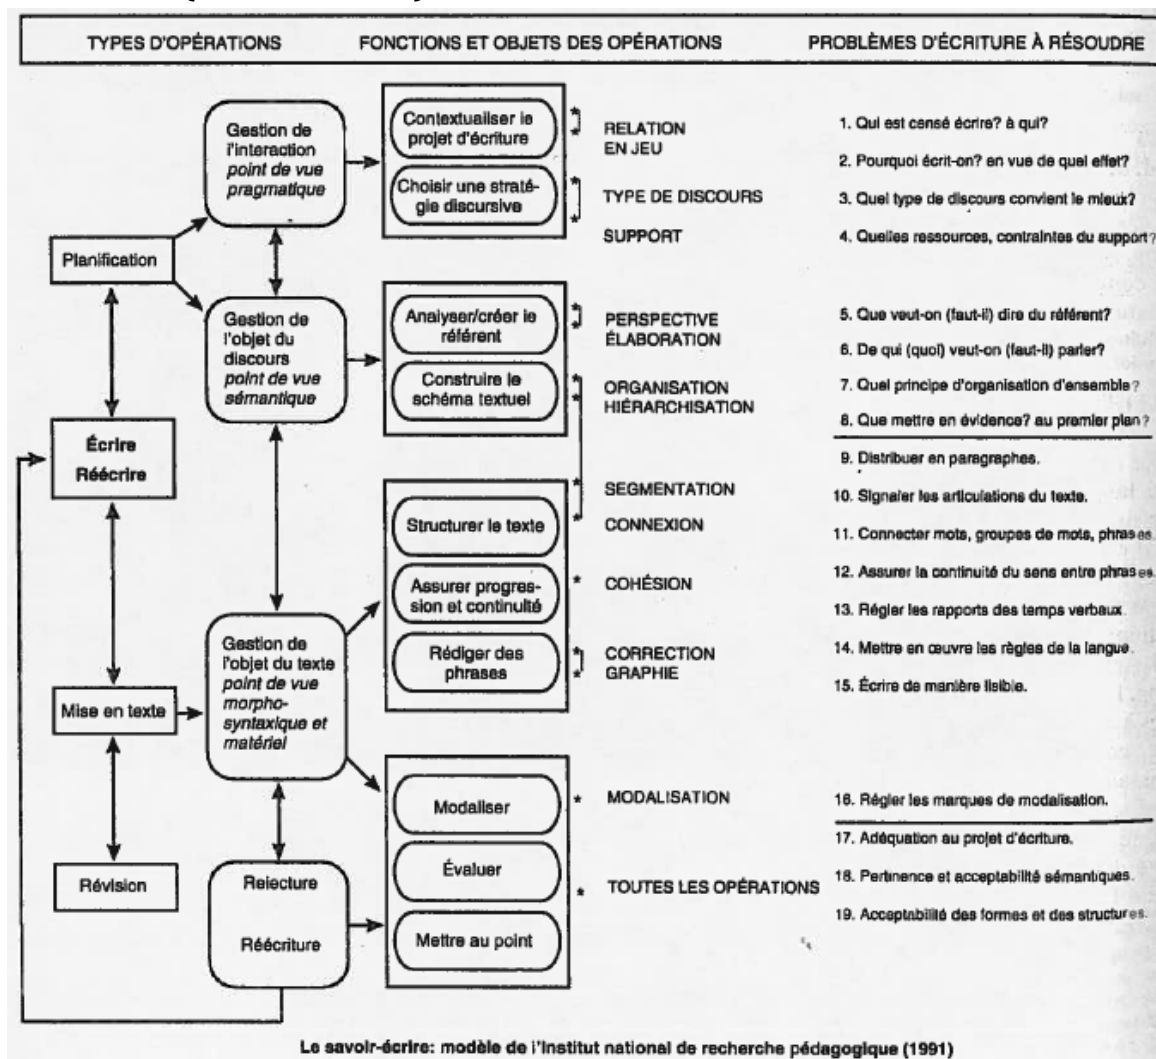 TYPES D'OPÉRATIONS
FONCTIONS ET OBJETS DES OPÉRATIONS
PROBLÈMES D'ÉCRITURE À RÉSOUDRE
Planification
Écrire
Réécrire
Mise en texte
Révision
Gestion de
l'interaction
point de vue
pragmatique
Gestion de
l'objet du
discours
point de vue
sémantique
Gestion de
l'objet du texte
point de vue
morpho-
syntaxique et
matériel
Relecture
Réécriture
Contextualiser le
projet d'écriture
Choisir une straté-
gie discursive
Analyser/créer le
référent
Construire le
schéma textuel
Structurer le texte
Assurer progres-
sion et continuité
Rédiger des
phrases
Modaliser
Évaluer
Mettre au point
* RELATION
* EN JEU
* TYPE DE DISCOURS
* SUPPORT
* PERSPECTIVE
* ÉLABORATION
* ORGANISATION
* HIÉRARCHISATION
* SEGMENTATION
* CONNEXION
* COHÉSION
* CORRECTION
* GRAPHIE
* MODALISATION
* TOUTES LES OPÉRATIONS
1. Qui est censé écrire? à qui?
2. Pourquoi écrit-on? en vue de quel effet?
3. Quel type de discours convient le mieux?
4. Quelles ressources, contraintes du support?
5. Que veut-on (faut-il) dire du référent?
6. De qui (quoi) veut-on (faut-il) parler?
7. Quel principe d'organisation d'ensemble?
8. Que mettre en évidence? au premier plan?
9. Distribuer en paragraphes.
10. Signaler les articulations du texte.
11. Connecter mots, groupes de mots, phrases.
12. Assurer la continuité du sens entre phrases.
13. Régler les rapports des temps verbaux.
14. Mettre en œuvre les règles de la langue.
15. Écrire de manière lisible.
16. Régler les marques de modalisation.
17. Adéquation au projet d'écriture.
18. Pertinence et acceptabilité sémantiques.
19. Acceptabilité des formes et des structures.
Le savoir-écrire: modèle de l'Institut national de recherche pédagogique (1991)